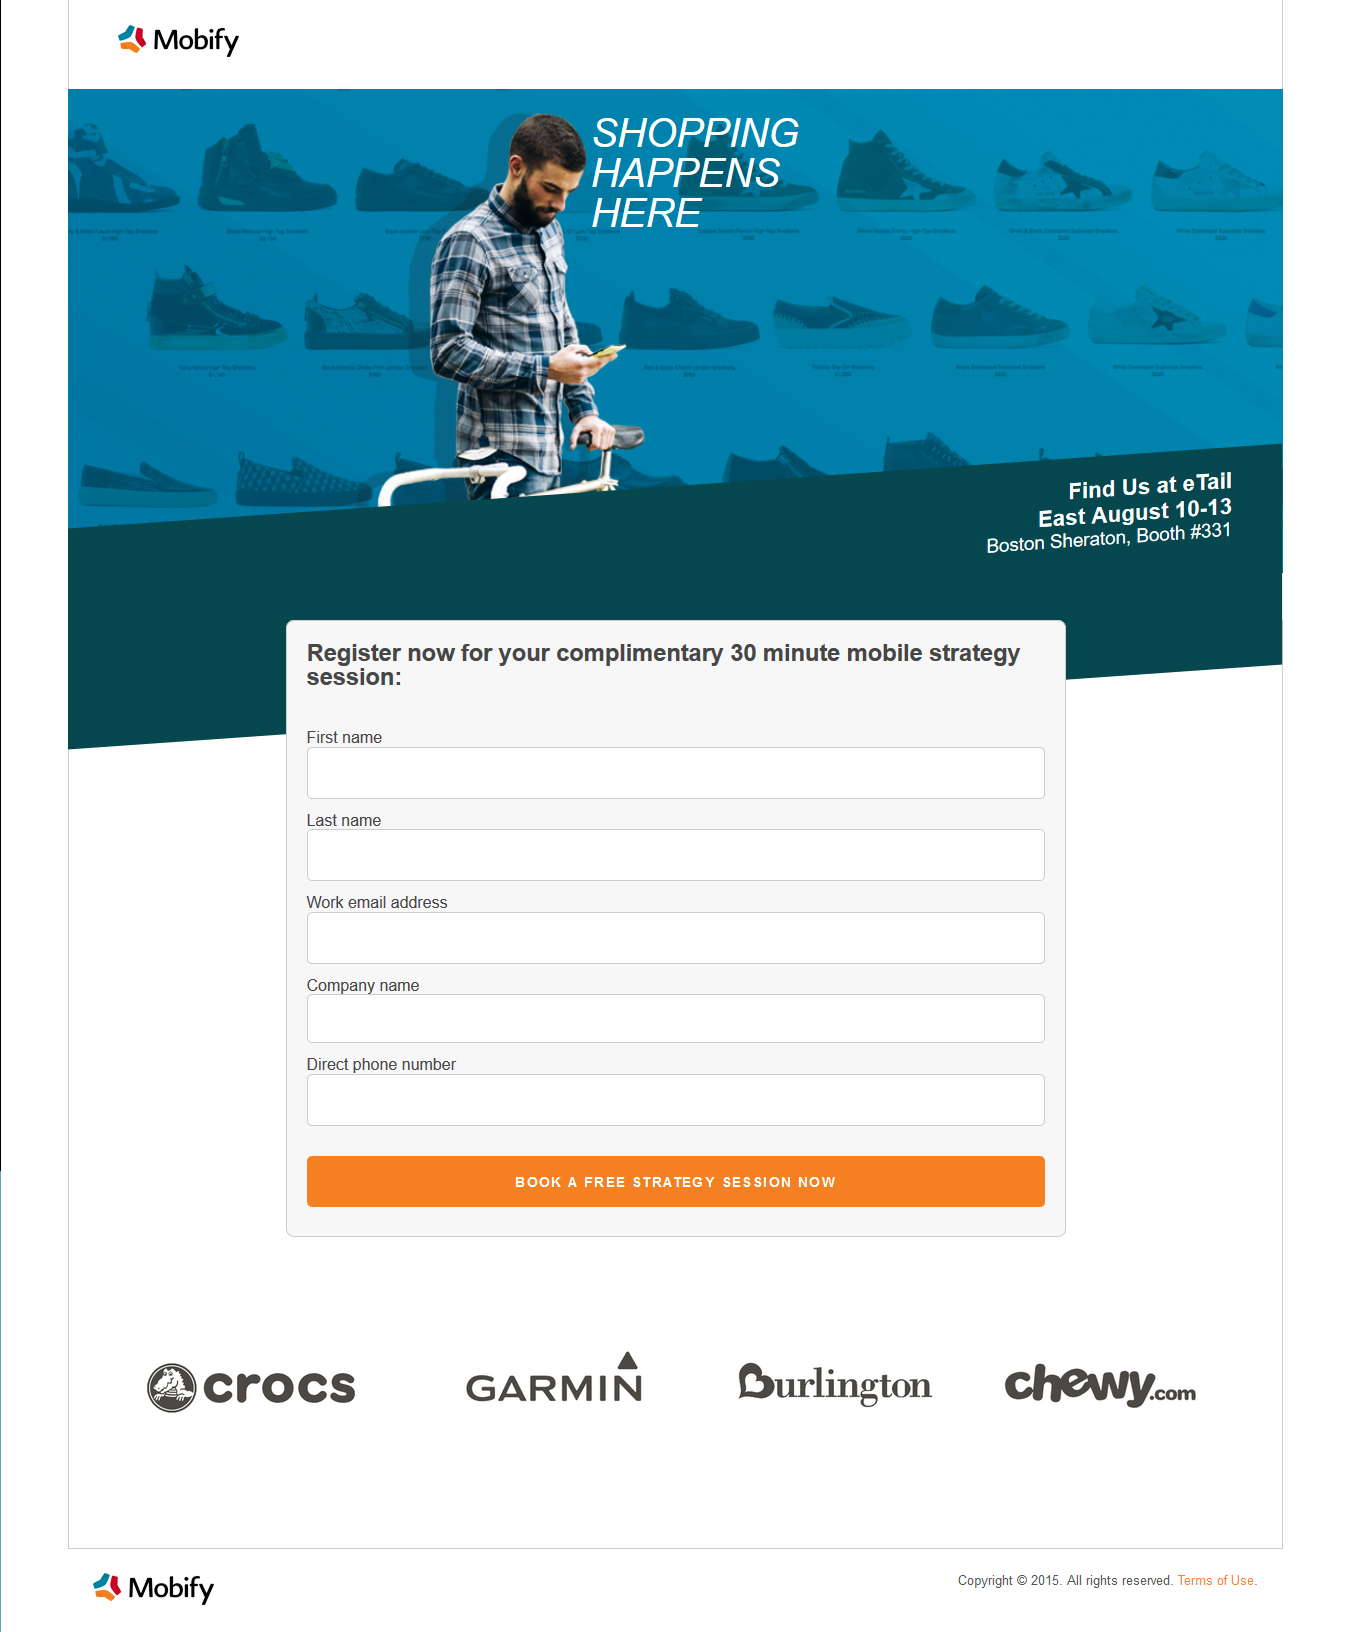 Mobify
SHOPPING
HAPPENS
HERE
Find Us at eTail
East August 10-13
Boston Sheraton, Booth #331
Register now for your complimentary 30 minute mobile strategy
session:
First name
Last name
Work email address
Company name
Direct phone number
BOOK A FREE STRATEGY SESSION NOW
crocs
GARMIN
Burlington
chewy.com
Mobify
Copyright © 2015. All rights reserved. Terms of Use.